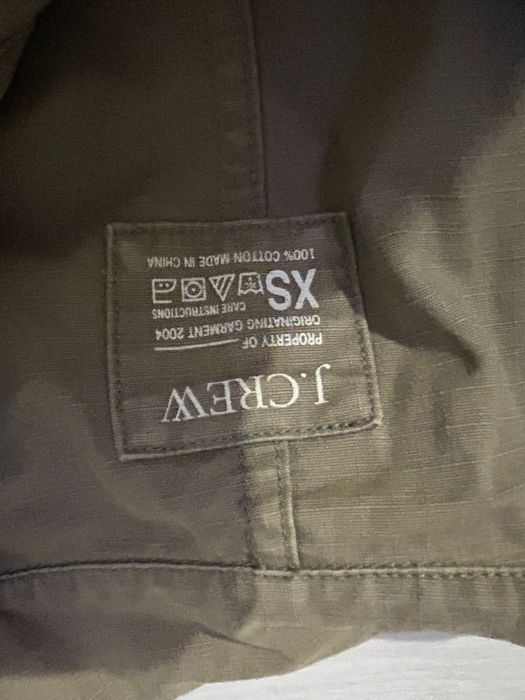 J.CREW
PROPERTY OF
ORIGINATING GARMENT 2004
XS
CARE INSTRUCTIONS
100% COTTON MADE IN CHINA